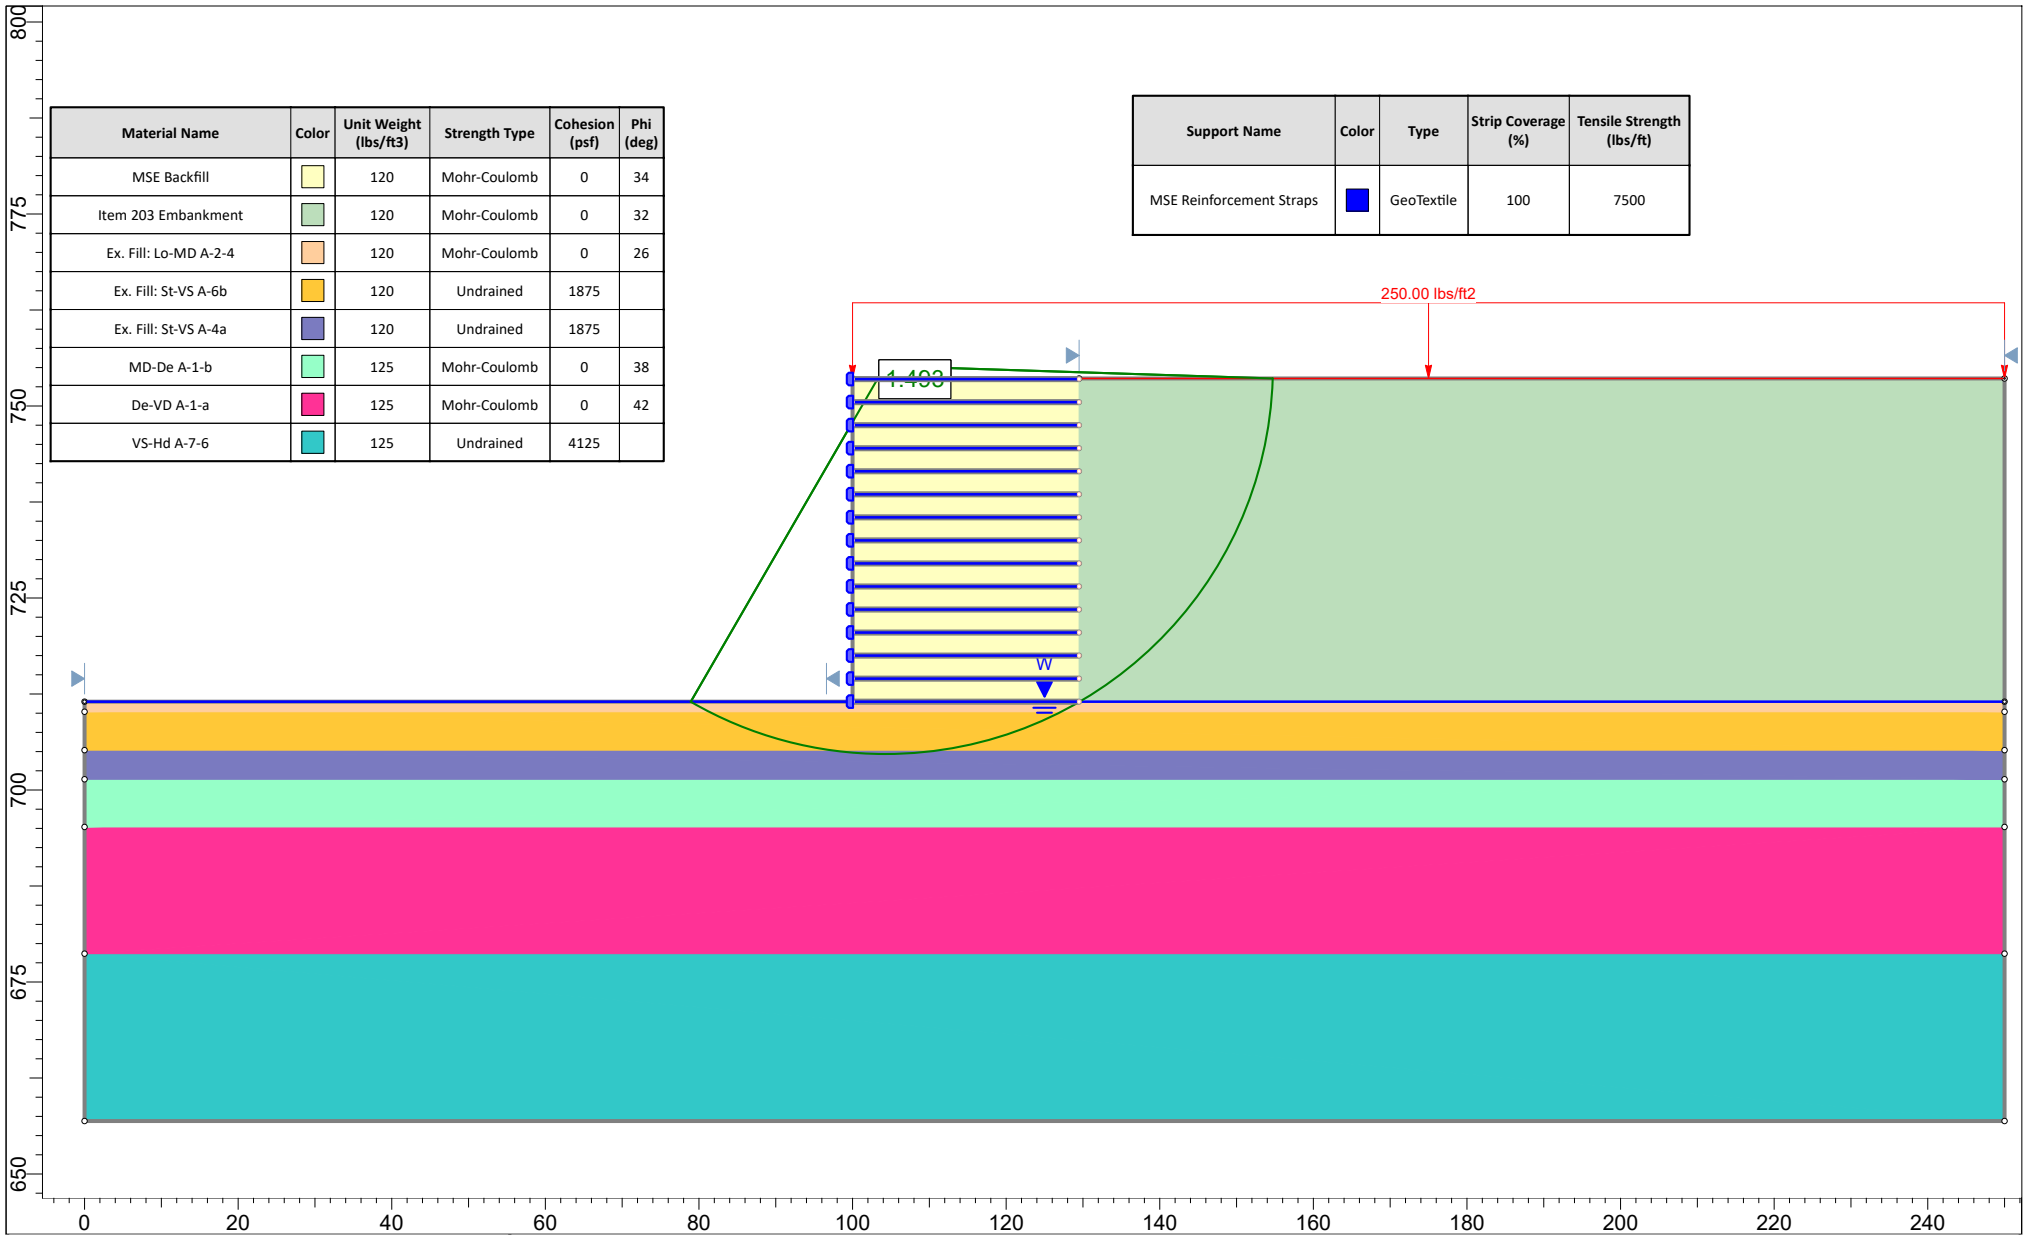 Material Name Color Unit Weight (lbs/ft3) Strength Type Cohesion (psf) Phi (deg)
MSE Backfill 120 Mohr-Coulomb 0 34
Item 203 Embankment 120 Mohr-Coulomb 0 32
Ex. Fill: Lo-MD A-2-4 120 Mohr-Coulomb 0 26
Ex. Fill: St-VS A-6b 120 Undrained 1875
Ex. Fill: St-VS A-4a 120 Undrained 1875
MD-De A-1-b 125 Mohr-Coulomb 0 38
De-VD A-1-a 125 Mohr-Coulomb 0 42
VS-Hd A-7-6 125 Undrained 4125
Support Name Color Type Strip Coverage (%) Tensile Strength (lbs/ft)
MSE Reinforcement Straps GeoTextile 100 7500
250.00 lbs/ft2
1.493
W
800
775
750
725
700
675
650
0 20 40 60 80 100 120 140 160 180 200 220 240